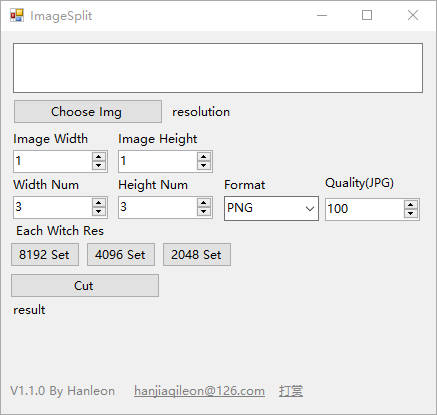 ImageSplit
Choose Img resolution
Image Width Image Height
1 1
Width Num Height Num Format Quality(JPG)
3 3 PNG 100
Each Witch Res
8192 Set 4096 Set 2048 Set
Cut
result
V1.1.0 By Hanleon hanjiaqileon@126.com 打赏